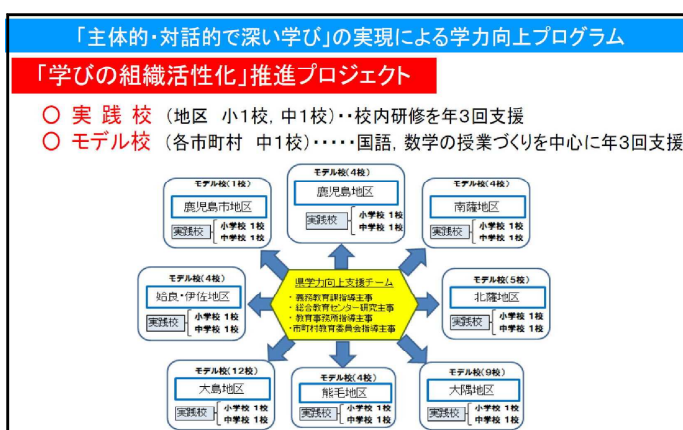 「主体的・対話的で深い学び」の実現による学力向上プログラム
「学びの組織活性化」推進プロジェクト
○ 実 践 校 (地区 小1校, 中1校)‥校内研修を年3回支援
○ モデル校 (各市町村 中1校)‥‥‥国語, 数学の授業づくりを中心に年3回支援
モデル校(1校)
鹿児島市地区
実践校
小学校 1校
中学校 1校
モデル校(4校)
鹿児島地区
実践校
小学校 1校
中学校 1校
モデル校(4校)
南薩地区
実践校
小学校 1校
中学校 1校
モデル校(4校)
姶良・伊佐地区
実践校
小学校 1校
中学校 1校
県学力向上支援チーム
・義務教育課指導主事
・総合教育センター研究主事
・教育事務所指導主事
・市町村教育委員会指導主事
モデル校(5校)
北薩地区
実践校
小学校 1校
中学校 1校
モデル校(12校)
大島地区
実践校
小学校 1校
中学校 1校
モデル校(4校)
熊毛地区
実践校
小学校 1校
中学校 1校
モデル校(9校)
大隅地区
実践校
小学校 1校
中学校 1校